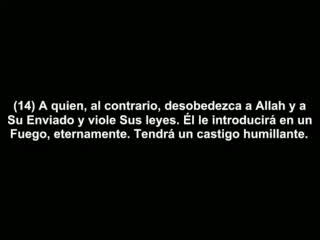 (14) A quien, al contrario, desobedezca a Allah y a
Su Enviado y viole Sus leyes. Él le introducirá en un
Fuego, eternamente. Tendrá un castigo humillante.